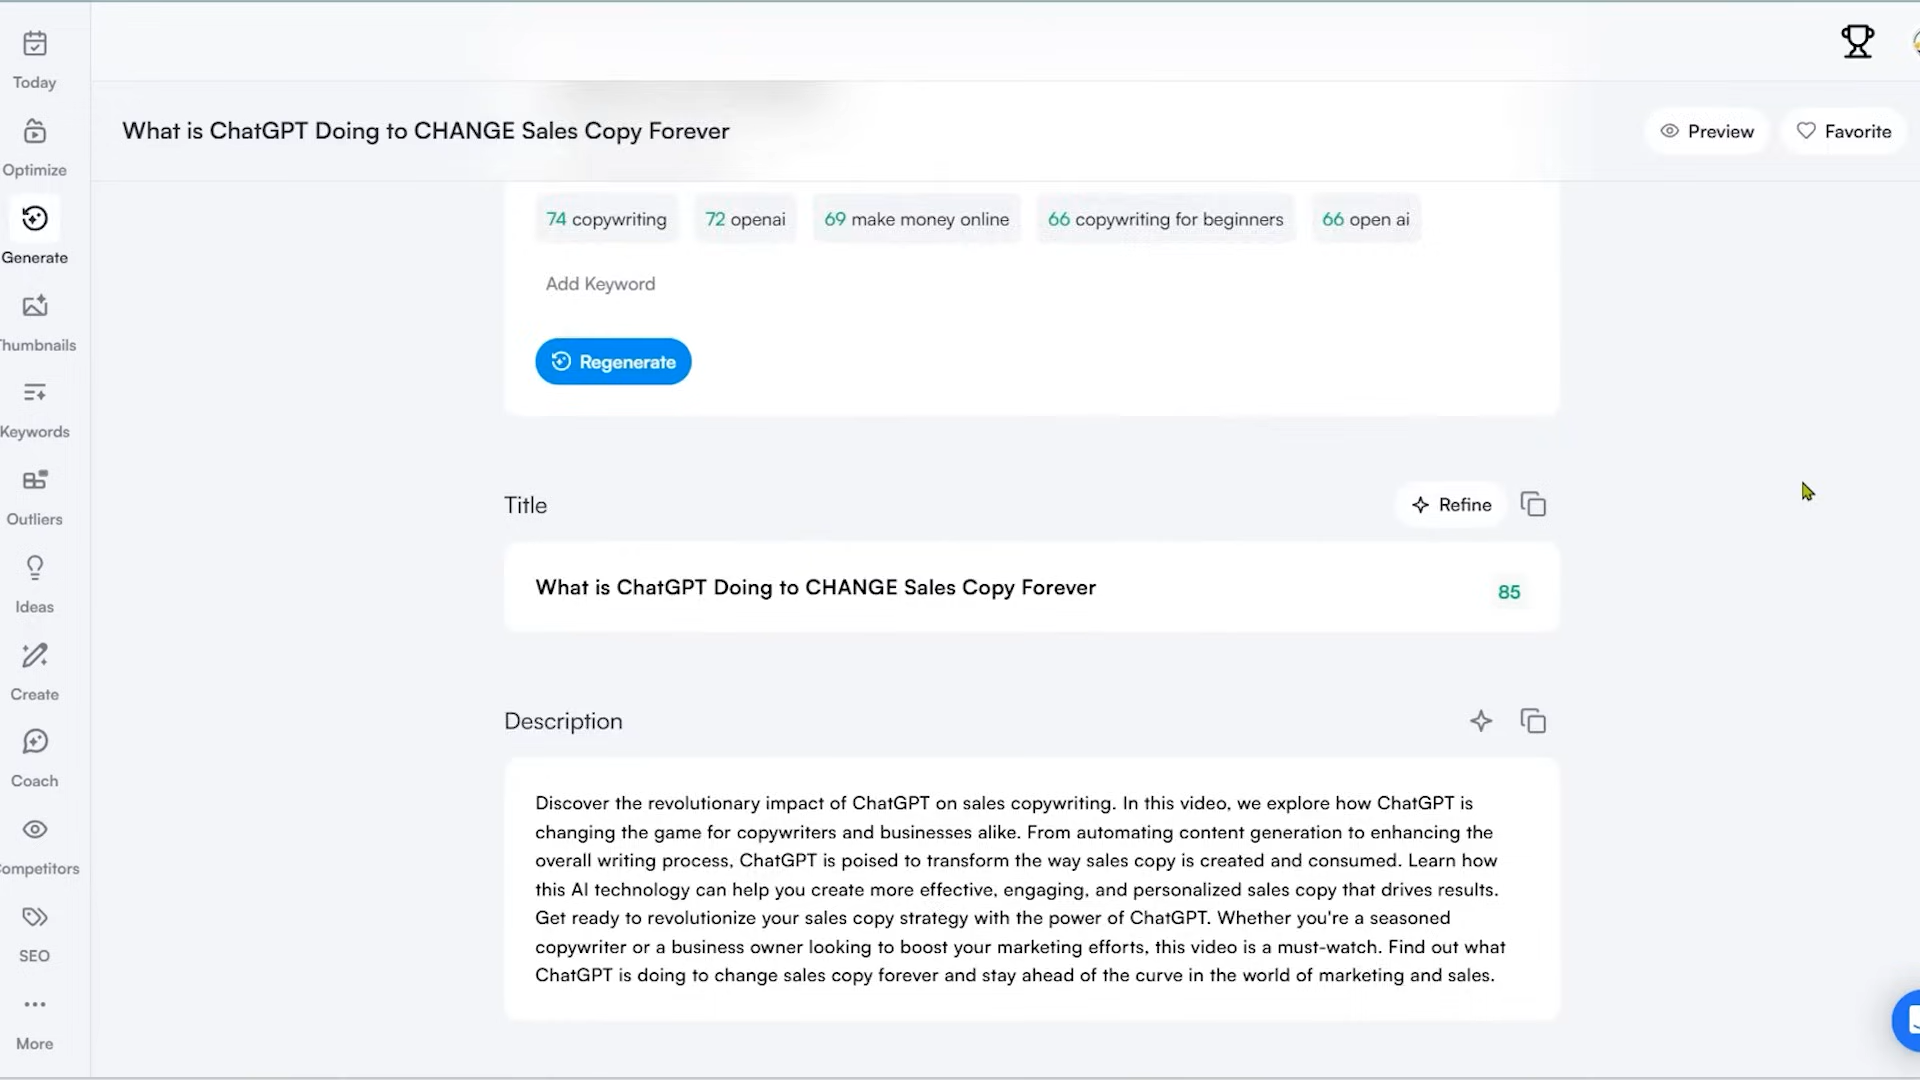 Today
Optimize
Generate
Thumbnails
Keywords
Outliers
Ideas
Create
Coach
Competitors
SEO
More
What is ChatGPT Doing to CHANGE Sales Copy Forever
Preview
Favorite
74 copywriting
72 openai
69 make money online
66 copywriting for beginners
66 open ai
Add Keyword
Regenerate
Title
Refine
What is ChatGPT Doing to CHANGE Sales Copy Forever
85
Description
Discover the revolutionary impact of ChatGPT on sales copywriting. In this video, we explore how ChatGPT is
changing the game for copywriters and businesses alike. From automating content generation to enhancing the
overall writing process, ChatGPT is poised to transform the way sales copy is created and consumed. Learn how
this AI technology can help you create more effective, engaging, and personalized sales copy that drives results.
Get ready to revolutionize your sales copy strategy with the power of ChatGPT. Whether you're a seasoned
copywriter or a business owner looking to boost your marketing efforts, this video is a must-watch. Find out what
ChatGPT is doing to change sales copy forever and stay ahead of the curve in the world of marketing and sales.